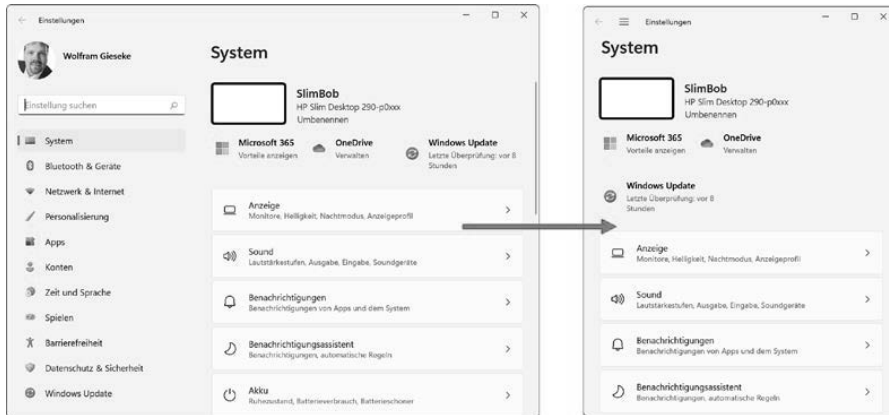 Einstellungen
Wolfram Gieseke
Einstellung suchen
System
Bluetooth & Geräte
Netzwerk & Internet
Personalisierung
Apps
Konten
Zeit und Sprache
Spielen
Barrierefreiheit
Datenschutz & Sicherheit
Windows Update
System
SlimBob
HP Slim Desktop 290-p0xxx
Umbenennen
Microsoft 365
Vorteile anzeigen
OneDrive
Verwalten
Windows Update
Letzte Überprüfung: vor 8
Stunden
Anzeige
Monitore, Helligkeit, Nachtmodus, Anzeigeprofil
Sound
Lautstärkestufen, Ausgabe, Eingabe, Soundgeräte
Benachrichtigungen
Benachrichtigungen von Apps und dem System
Benachrichtigungsassistent
Benachrichtigungen, automatische Regeln
Akku
Ruhezustand, Batterieverbrauch, Batterieschoner
Einstellungen
System
SlimBob
HP Slim Desktop 290-p0xxx
Umbenennen
Microsoft 365
Vorteile anzeigen
OneDrive
Verwalten
Windows Update
Letzte Überprüfung: vor 8
Stunden
Anzeige
Monitore, Helligkeit, Nachtmodus, Anzeigeprofil
Sound
Lautstärkestufen, Ausgabe, Eingabe, Soundgeräte
Benachrichtigungen
Benachrichtigungen von Apps und dem System
Benachrichtigungsassistent
Benachrichtigungen, automatische Regeln